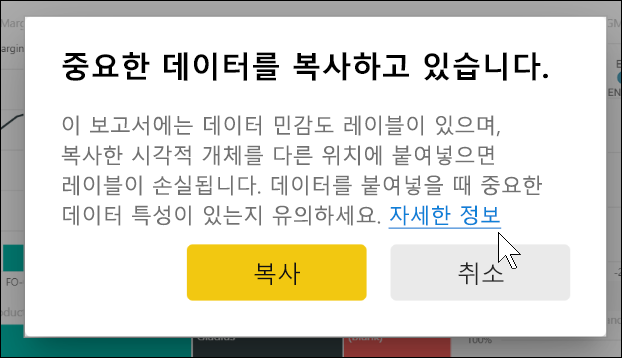 중요한 데이터를 복사하고 있습니다.
이 보고서에는 데이터 민감도 레이블이 있으며,
복사한 시각적 개체를 다른 위치에 붙여넣으면
레이블이 손실됩니다. 데이터를 붙여넣을 때 중요한
데이터 특성이 있는지 유의하세요. 자세한 정보
복사 취소
FO-
(Blank)
100%